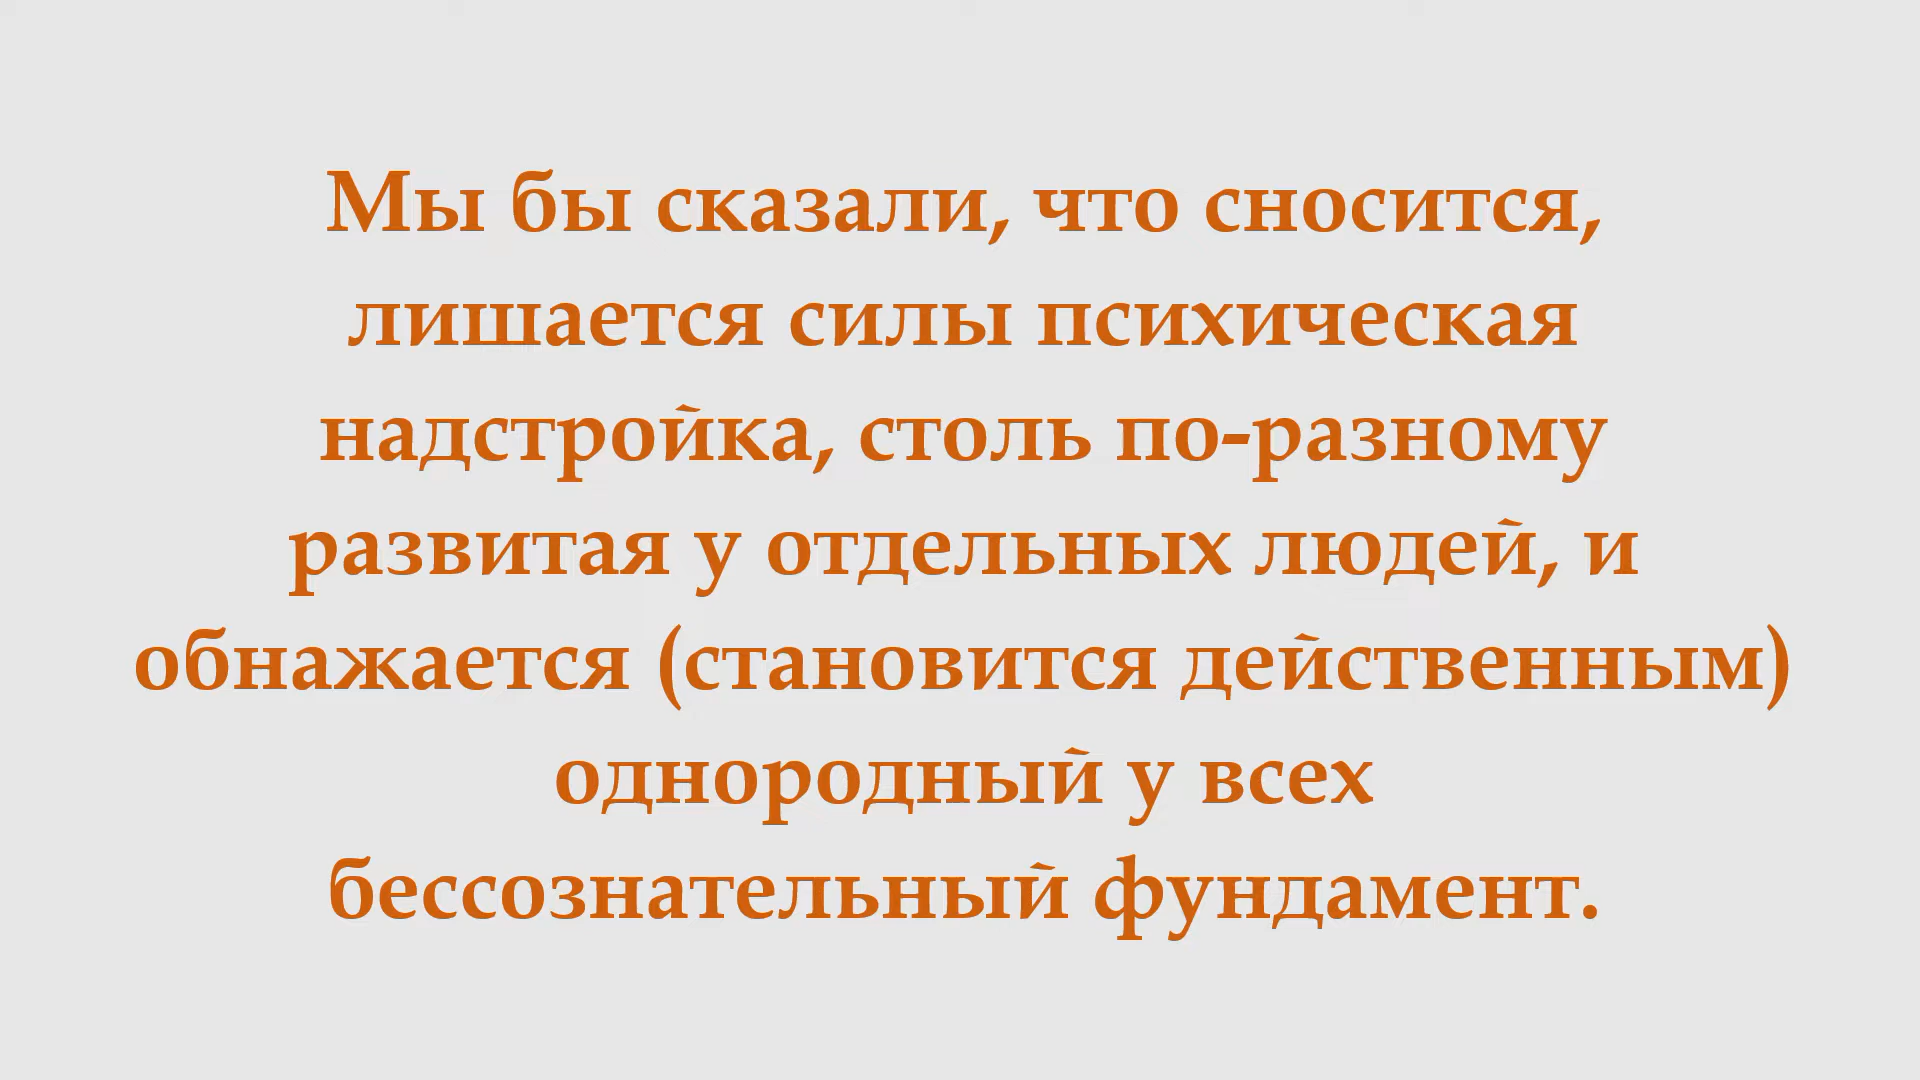 Мы бы сказали, что сносится,
лишается силы психическая
надстройка, столь по-разному
развитая у отдельных людей, и
обнажается (становится действенным)
однородный у всех
бессознательный фундамент.